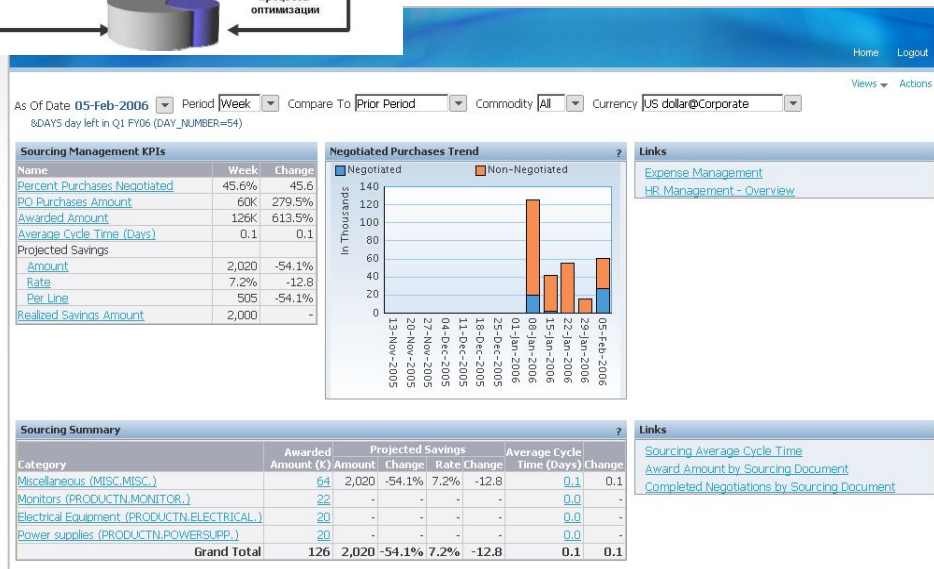 оптимизации
Home Logout
Views Actions
As Of Date 05-Feb-2006 Period Week Compare To Prior Period Commodity All Currency US dollar@Corporate
&DAYS day left in Q1 FY06 (DAY_NUMBER=54)
Sourcing Management KPIs
Name Week Change
Percent Purchases Negotiated 45.6% 45.6
PO Purchases Amount 60K 279.5%
Awarded Amount 126K 613.5%
Average Cycle Time (Days) 0.1 0.1
Projected Savings
Amount 2,020 -54.1%
Rate 7.2% -12.8
Per Line 505 -54.1%
Realized Savings Amount 2,000 -
Negotiated Purchases Trend ?
Negotiated Non-Negotiated
In Thousands
140
120
100
80
60
40
20
0
13-Nov-2005
20-Nov-2005
27-Nov-2005
04-Dec-2005
11-Dec-2005
18-Dec-2005
25-Dec-2005
01-Jan-2006
08-Jan-2006
15-Jan-2006
22-Jan-2006
29-Jan-2006
05-Feb-2006
Links
Expense Management
HR Management - Overview
Sourcing Summary ?
Category Awarded Amount (K) Projected Savings Amount Change Rate Change Average Cycle Time (Days) Change
Miscellaneous (MISC.MISC.) 64 2,020 -54.1% 7.2% -12.8 0.1 0.1
Monitors (PRODUCTN.MONITOR.) 22 - - - - 0.0 -
Electrical Equipment (PRODUCTN.ELECTRICAL.) 20 - - - - 0.0 -
Power supplies (PRODUCTN.POWERSUPP.) 20 - - - - 0.0 -
Grand Total 126 2,020 -54.1% 7.2% -12.8 0.1 0.1
Links
Sourcing Average Cycle Time
Award Amount by Sourcing Document
Completed Negotiations by Sourcing Document